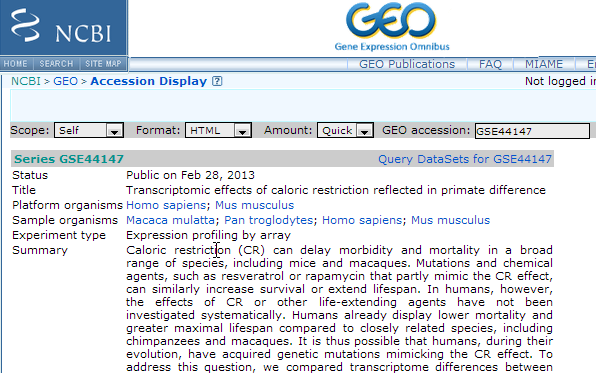 NCBI
GEO
Gene Expression Omnibus
HOME | SEARCH | SITE MAP | GEO Publications | FAQ | MIAME |
NCBI > GEO > Accession Display ? Not logged in
Scope: Self Format: HTML Amount: Quick GEO accession: GSE44147
Series GSE44147 Query DataSets for GSE44147
Status Public on Feb 28, 2013
Title Transcriptomic effects of caloric restriction reflected in primate difference
Platform organisms Homo sapiens; Mus musculus
Sample organisms Macaca mulatta; Pan troglodytes; Homo sapiens; Mus musculus
Experiment type Expression profiling by array
Summary Caloric restriction (CR) can delay morbidity and mortality in a broad
range of species, including mice and macaques. Mutations and chemical
agents, such as resveratrol or rapamycin that partly mimic the CR effect,
can similarly increase survival or extend lifespan. In humans, however,
the effects of CR or other life-extending agents have not been
investigated systematically. Humans already display lower mortality and
greater maximal lifespan compared to closely related species, including
chimpanzees and macaques. It is thus possible that humans, during their
evolution, have acquired genetic mutations mimicking the CR effect. To
address this question, we compared transcriptome differences between